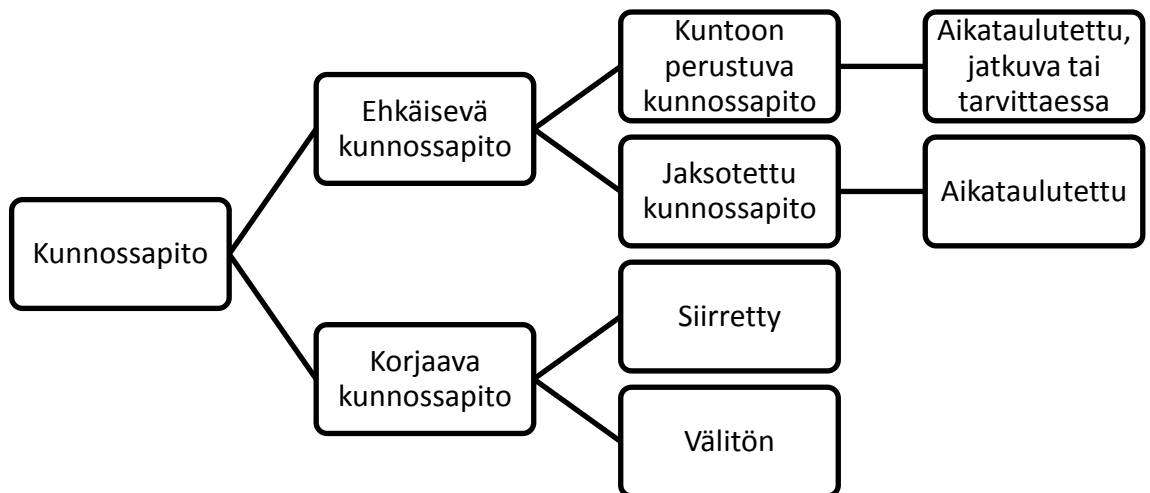 Kunnossapito
Ehkäisevä
kunnossapito
Kuntoon
perustuva
kunnossapito
Aikataulutettu,
jatkuva tai
tarvittaessa
Jaksotettu
kunnossapito
Aikataulutettu
Korjaava
kunnossapito
Siirretty
Välitön